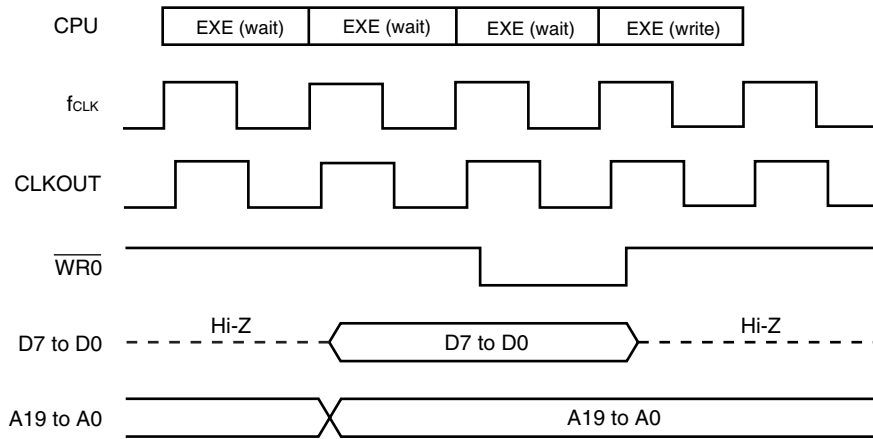 CPU EXE (wait) EXE (wait) EXE (wait) EXE (write)
fCLK
CLKOUT
WR0
Hi-Z Hi-Z
D7 to D0 D7 to D0
A19 to A0 A19 to A0